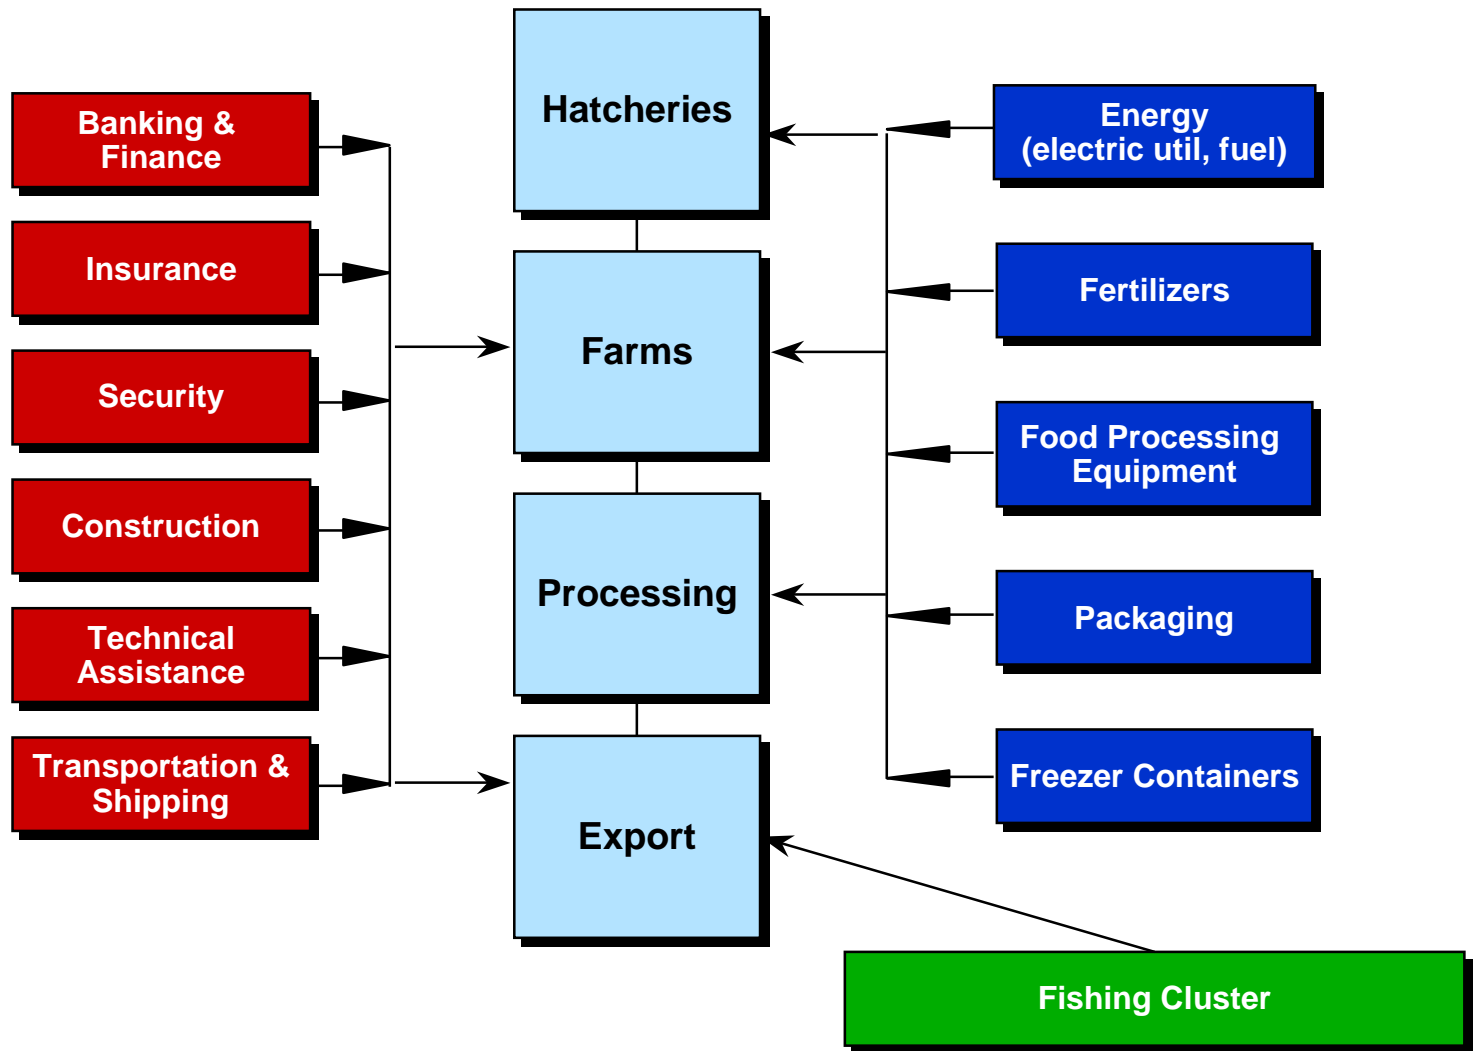 Hatcheries
Banking &
Finance
Energy
(electric util, fuel)
Insurance
Fertilizers
Farms
Security
Food Processing
Equipment
Construction
Processing
Packaging
Technical
Assistance
Transportation &
Shipping
Freezer Containers
Export
Fishing Cluster